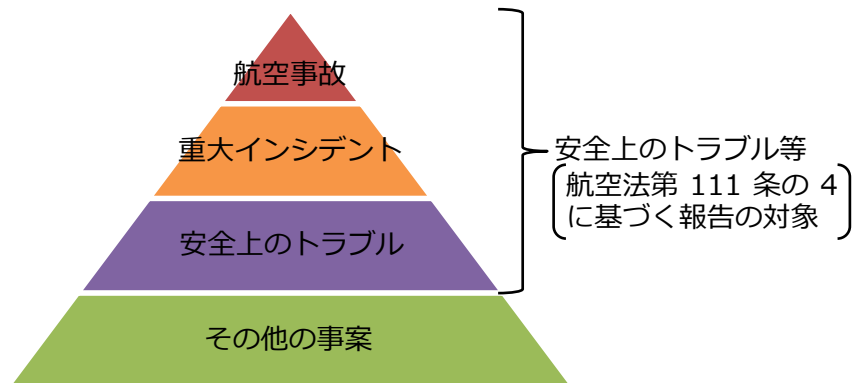 航空事故
重大インシデント
安全上のトラブル
その他の事案
安全上のトラブル等
航空法第 111 条の 4
に基づく報告の対象